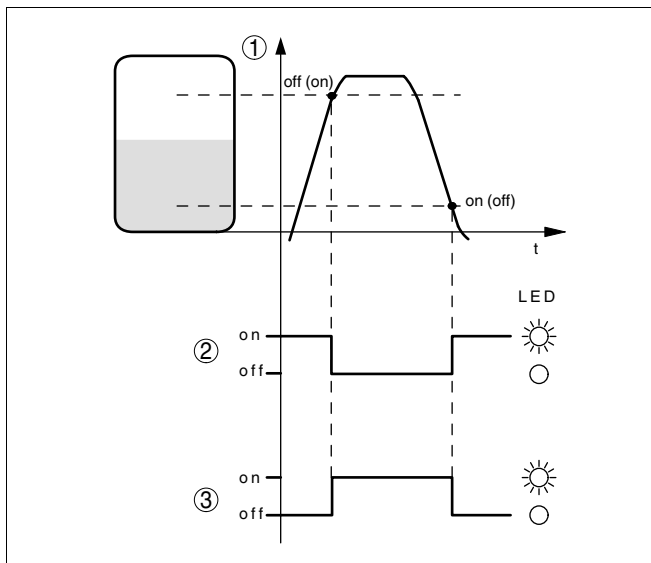 ①
off (on)
on (off)
t
LED
②
on
off
③
on
off